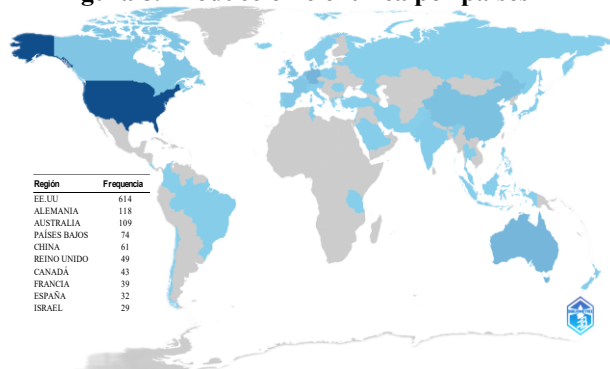 Región Frequencia
EE.UU 614
ALEMANIA 118
AUSTRALIA 109
PAÍSES BAJOS 74
CHINA 61
REINO UNIDO 49
CANADÁ 43
FRANCIA 39
ESPAÑA 32
ISRAEL 29